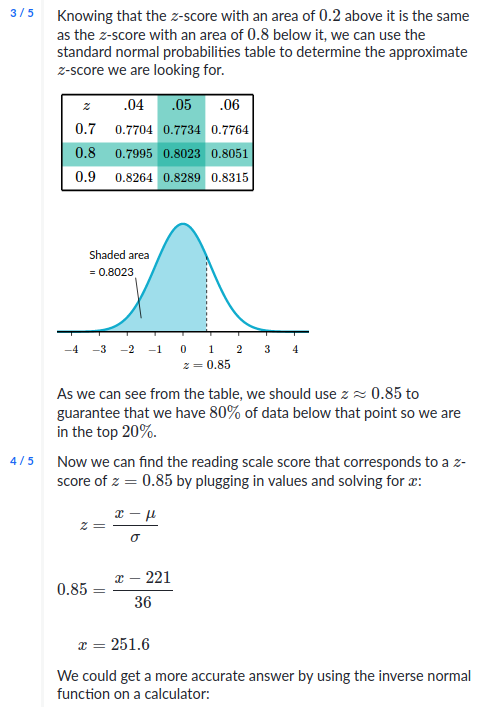 3 / 5
Knowing that the z-score with an area of 0.2 above it is the same
as the z-score with an area of 0.8 below it, we can use the
standard normal probabilities table to determine the approximate
z-score we are looking for.
z .04 .05 .06
0.7 0.7704 0.7734 0.7764
0.8 0.7995 0.8023 0.8051
0.9 0.8264 0.8289 0.8315
Shaded area
= 0.8023
−4 −3 −2 −1 0 1 2 3 4
z = 0.85
As we can see from the table, we should use z ≈ 0.85 to
guarantee that we have 80% of data below that point so we are
in the top 20%.
4 / 5
Now we can find the reading scale score that corresponds to a z-
score of z = 0.85 by plugging in values and solving for x:
z = (x − μ) / σ
0.85 = (x − 221) / 36
x = 251.6
We could get a more accurate answer by using the inverse normal
function on a calculator: